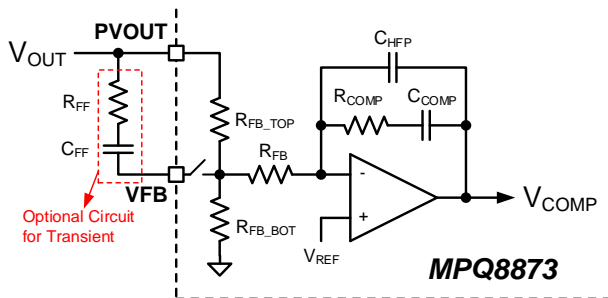 PVOUT
V_OUT
C_HFP
R_FF
R_COMP
C_COMP
R_FB_TOP
C_FF
R_FB
-
VFB
V_COMP
+
Optional Circuit
for Transient
R_FB_BOT
V_REF
MPQ8873